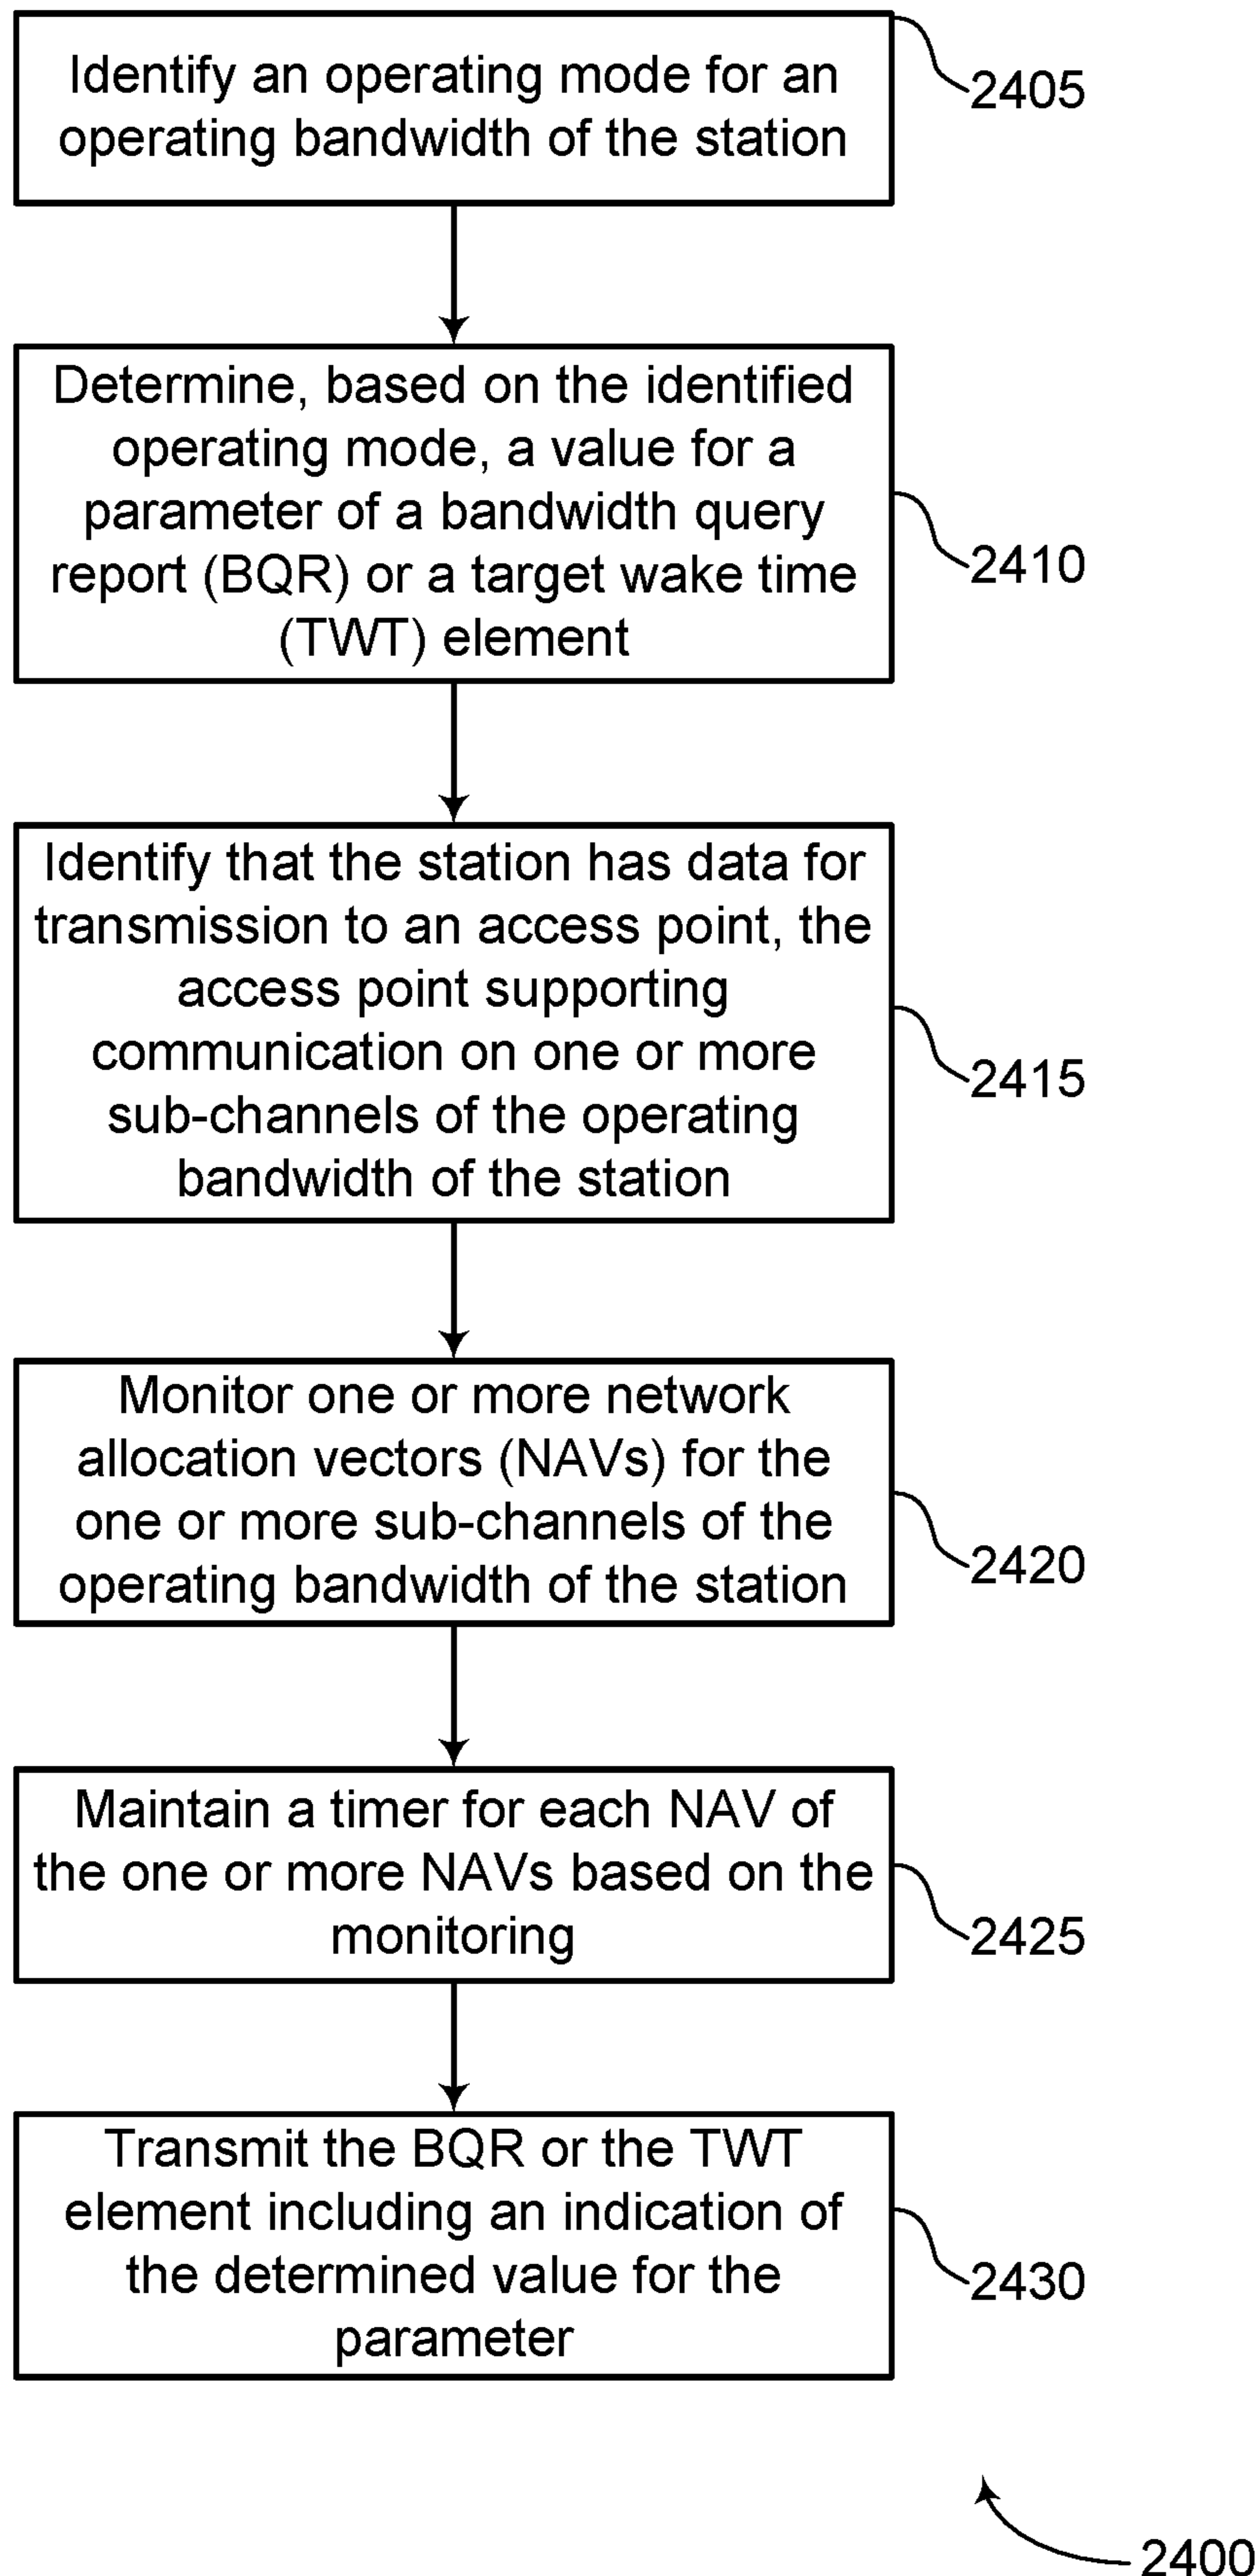 Identify an operating mode for an
operating bandwidth of the station
2405
Determine, based on the identified
operating mode, a value for a
parameter of a bandwidth query
report (BQR) or a target wake time
(TWT) element
2410
Identify that the station has data for
transmission to an access point, the
access point supporting
communication on one or more
sub-channels of the operating
bandwidth of the station
2415
Monitor one or more network
allocation vectors (NAVs) for the
one or more sub-channels of the
operating bandwidth of the station
2420
Maintain a timer for each NAV of
the one or more NAVs based on the
monitoring
2425
Transmit the BQR or the TWT
element including an indication of
the determined value for the
parameter
2430
2400